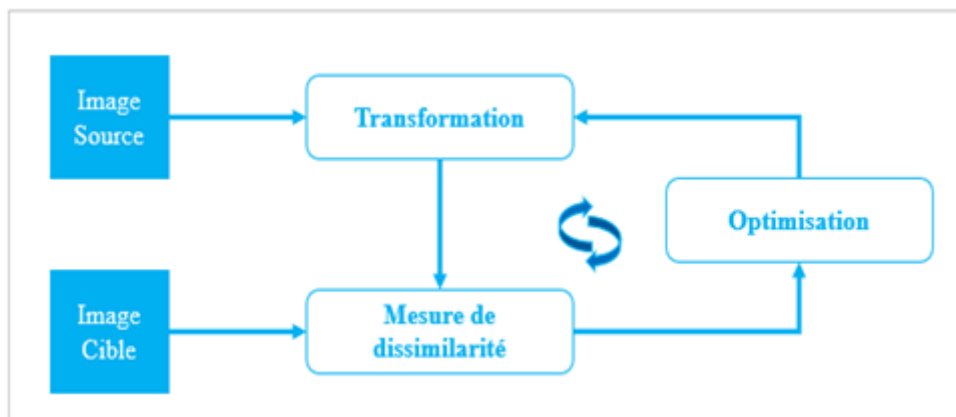 Image
Source
Transformation
Optimisation
Image
Cible
Mesure de
dissimilarité